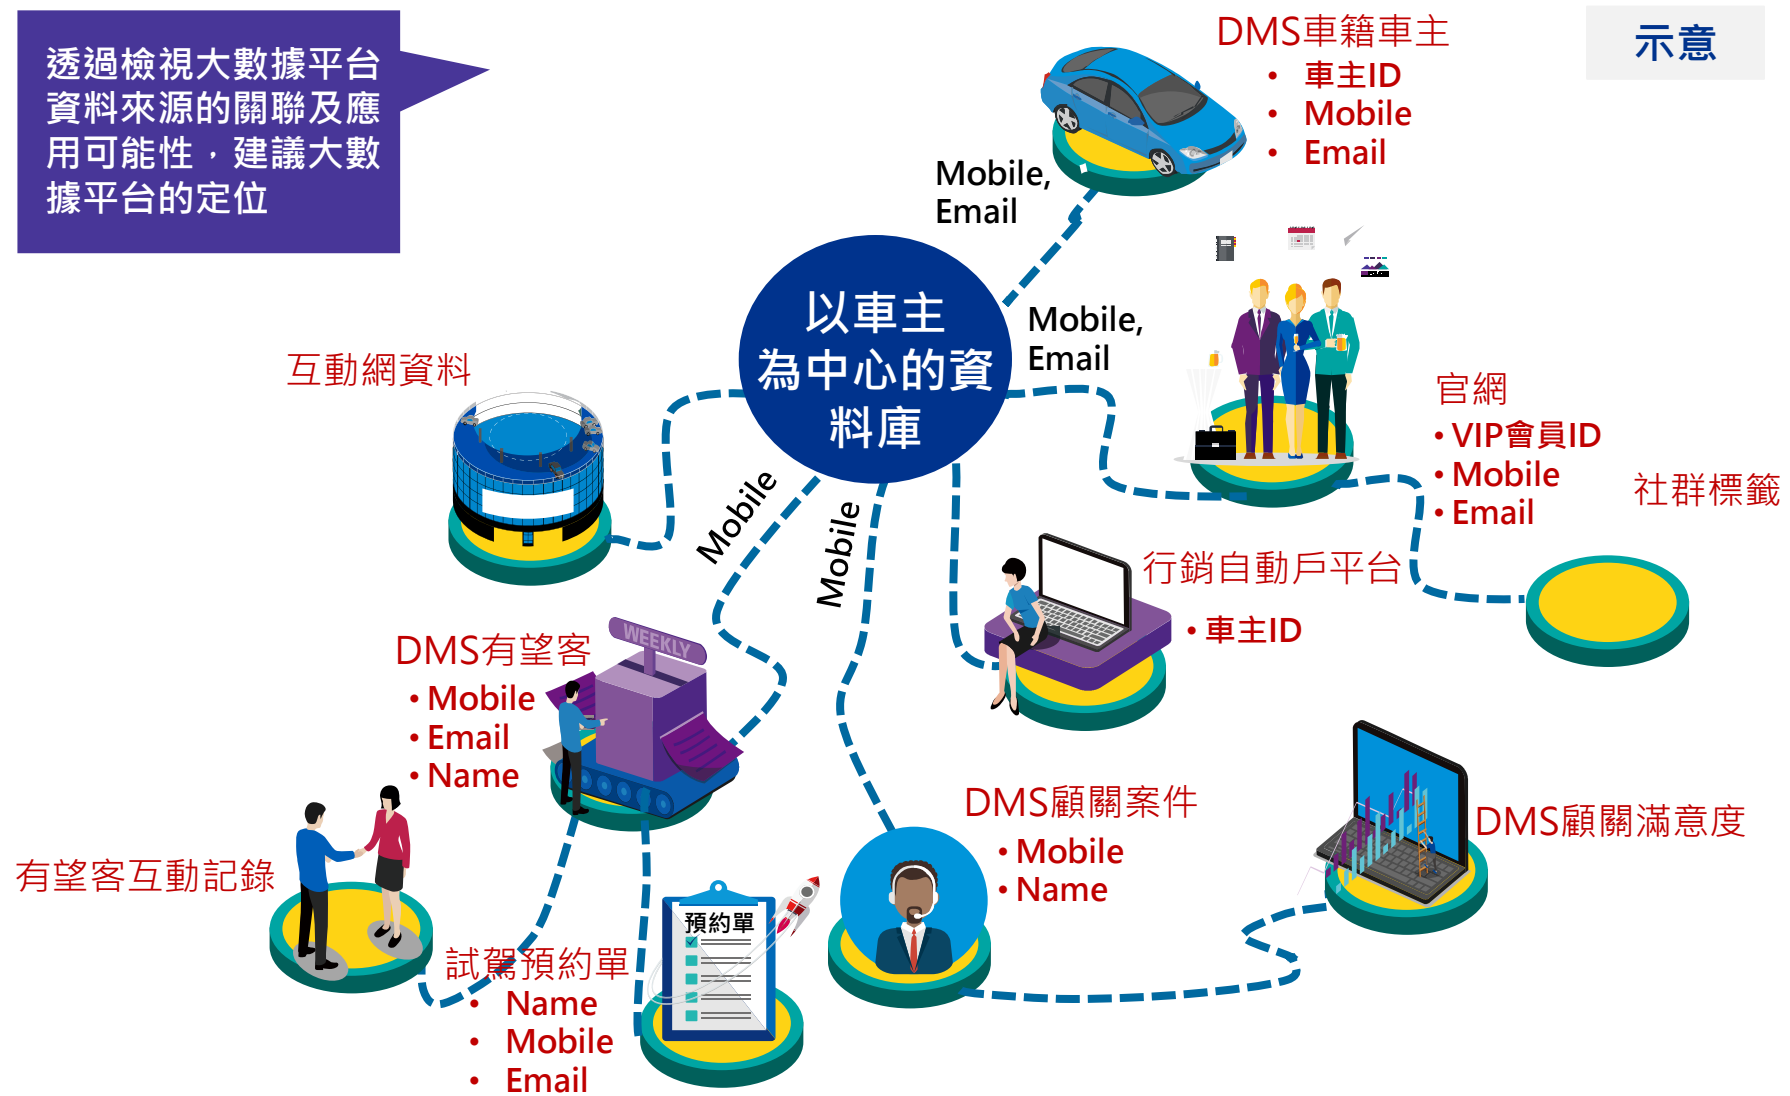 透過檢視大數據平台
資料來源的關聯及應
用可能性，建議大數
據平台的定位
示意
DMS車籍車主
• 車主ID
• Mobile
• Email
Mobile,
Email
以車主
為中心的資
料庫
Mobile,
Email
互動網資料
官網
• VIP會員ID
• Mobile
• Email
社群標籤
Mobile
Mobile
行銷自動戶平台
• 車主ID
DMS有望客
• Mobile
• Email
• Name
WEEKLY
DMS顧關案件
• Mobile
• Name
DMS顧關滿意度
有望客互動記錄
試駕預約單
• Name
• Mobile
• Email
預約單